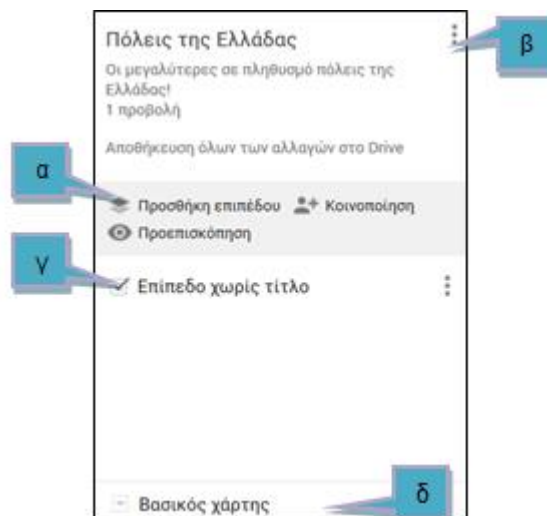 Πόλεις της Ελλάδας
β
Οι μεγαλύτερες σε πληθυσμό πόλεις της
Ελλάδας!
1 προβολή
Αποθήκευση όλων των αλλαγών στο Drive
α
Προσθήκη επιπέδου Κοινοποίηση
Προεπισκόπηση
γ
Επίπεδο χωρίς τίτλο
δ
Βασικός χάρτης